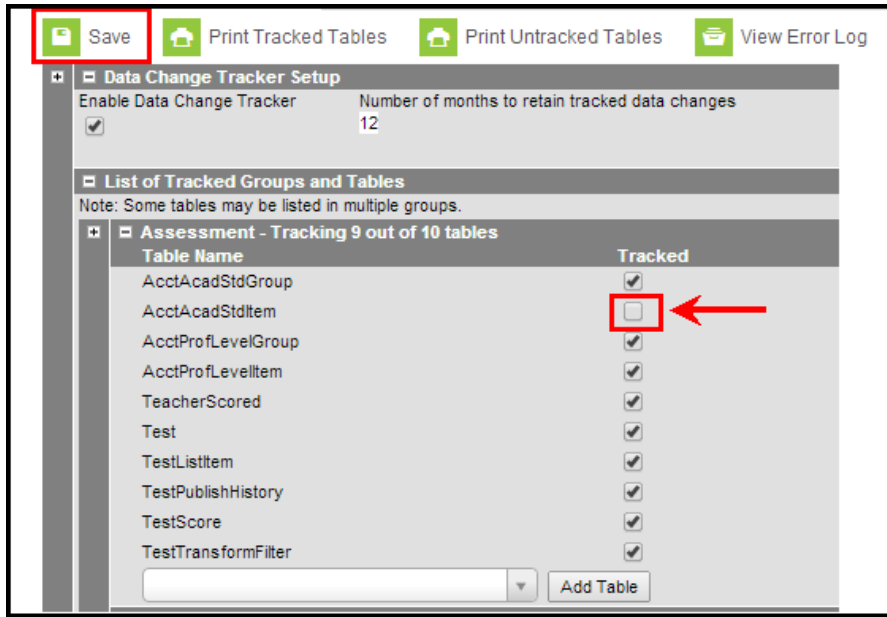 Save Print Tracked Tables Print Untracked Tables View Error Log
Data Change Tracker Setup
Enable Data Change Tracker Number of months to retain tracked data changes
12
List of Tracked Groups and Tables
Note: Some tables may be listed in multiple groups.
Assessment - Tracking 9 out of 10 tables
Table Name Tracked
AcctAcadStdGroup
AcctAcadStdItem
AcctProfLevelGroup
AcctProfLevelItem
TeacherScored
Test
TestListItem
TestPublishHistory
TestScore
TestTransformFilter
Add Table